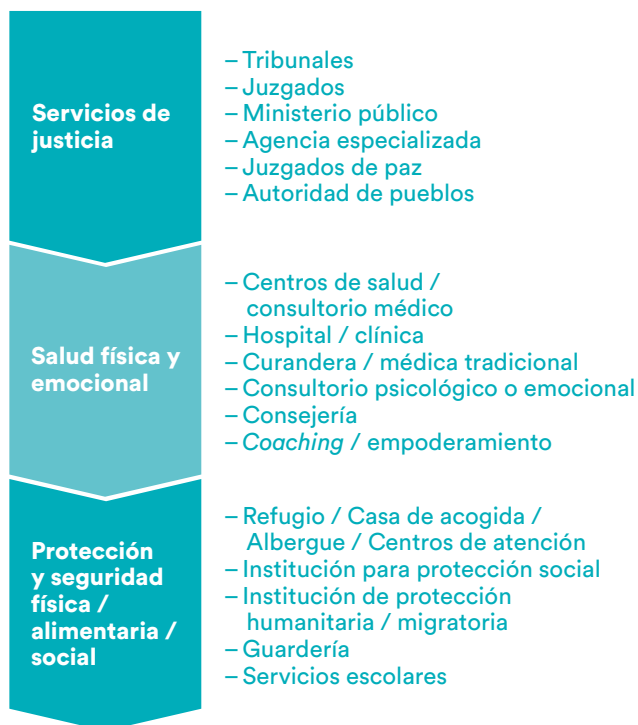 Servicios de
justicia
– Tribunales
– Juzgados
– Ministerio público
– Agencia especializada
– Juzgados de paz
– Autoridad de pueblos
Salud física y
emocional
– Centros de salud /
consultorio médico
– Hospital / clínica
– Curandera / médica tradicional
– Consultorio psicológico o emocional
– Consejería
– Coaching / empoderamiento
Protección
y seguridad
física /
alimentaria /
social
– Refugio / Casa de acogida /
Albergue / Centros de atención
– Institución para protección social
– Institución de protección
humanitaria / migratoria
– Guardería
– Servicios escolares